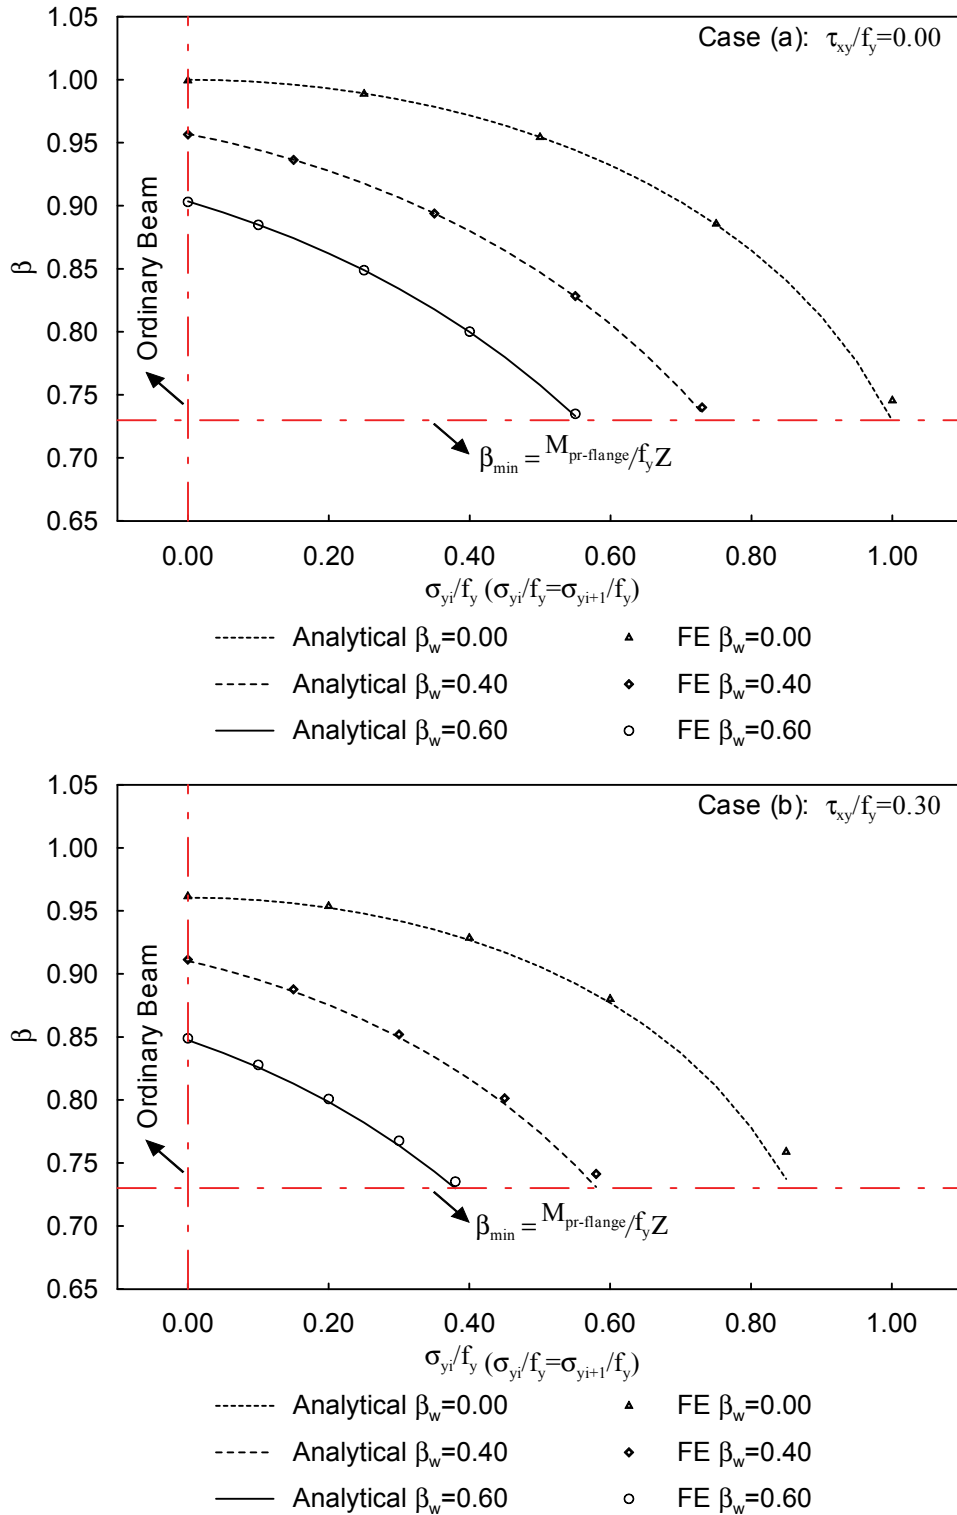 1.05
Case (a): τxy/fy=0.00
1.00
0.95
0.90
0.85
0.80
0.75
0.70
0.65
β
Ordinary Beam
βmin = Mpr-flange/fyZ
0.00 0.20 0.40 0.60 0.80 1.00
σyi/fy (σyi/fy=σyi+1/fy)
Analytical βw=0.00 FE βw=0.00
Analytical βw=0.40 FE βw=0.40
Analytical βw=0.60 FE βw=0.60
1.05
Case (b): τxy/fy=0.30
1.00
0.95
0.90
0.85
0.80
0.75
0.70
0.65
β
Ordinary Beam
βmin = Mpr-flange/fyZ
0.00 0.20 0.40 0.60 0.80 1.00
σyi/fy (σyi/fy=σyi+1/fy)
Analytical βw=0.00 FE βw=0.00
Analytical βw=0.40 FE βw=0.40
Analytical βw=0.60 FE βw=0.60